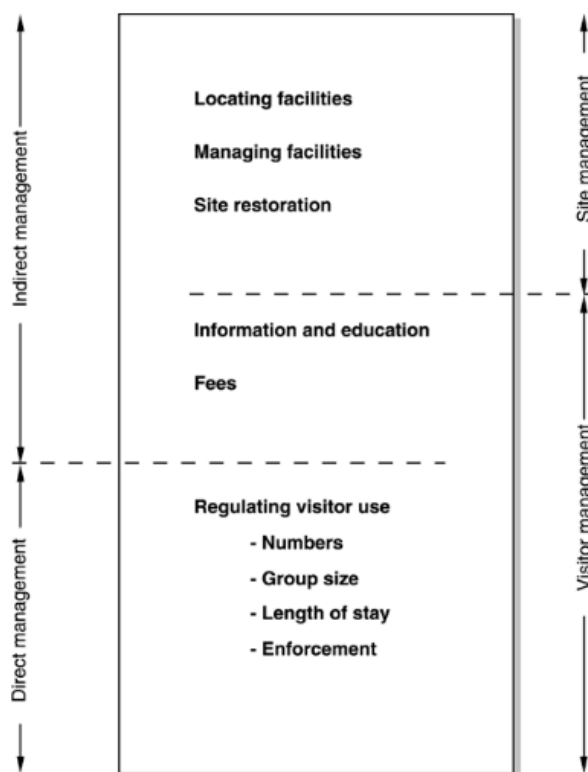 Indirect management
Direct management
Locating facilities
Managing facilities
Site restoration
Information and education
Fees
Regulating visitor use
- Numbers
- Group size
- Length of stay
- Enforcement
Site management
Visitor management